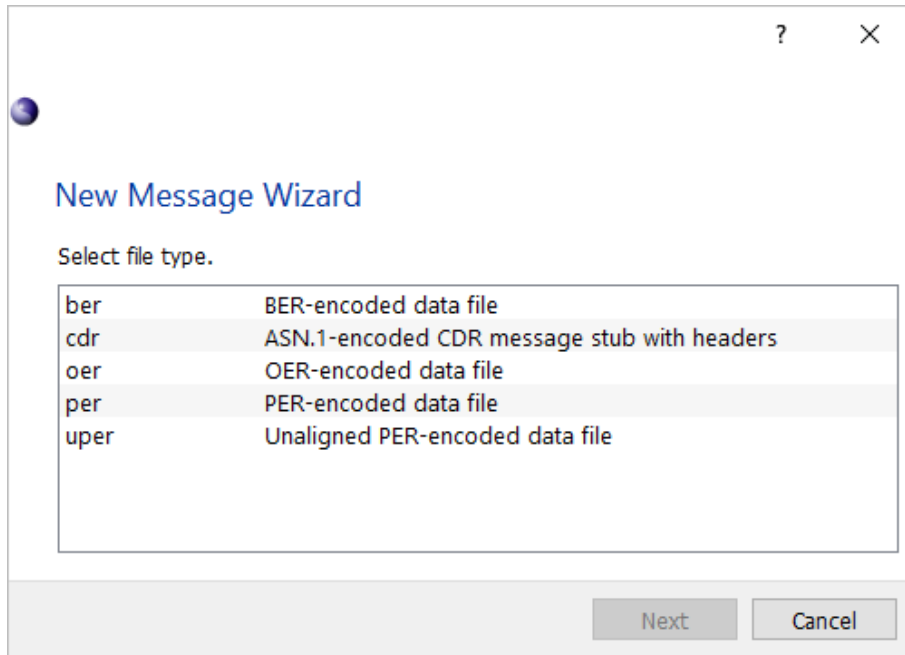 ?
New Message Wizard
Select file type.
ber BER-encoded data file
cdr ASN.1-encoded CDR message stub with headers
oer OER-encoded data file
per PER-encoded data file
uper Unaligned PER-encoded data file
Next Cancel